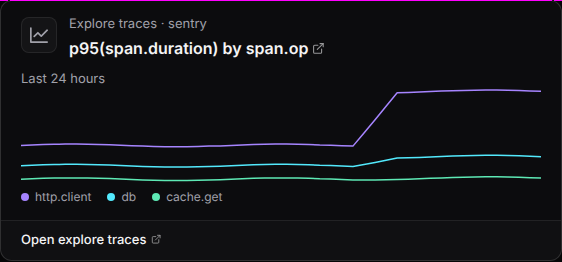 Explore traces · sentry
p95(span.duration) by span.op
Last 24 hours
http.client db cache.get
Open explore traces